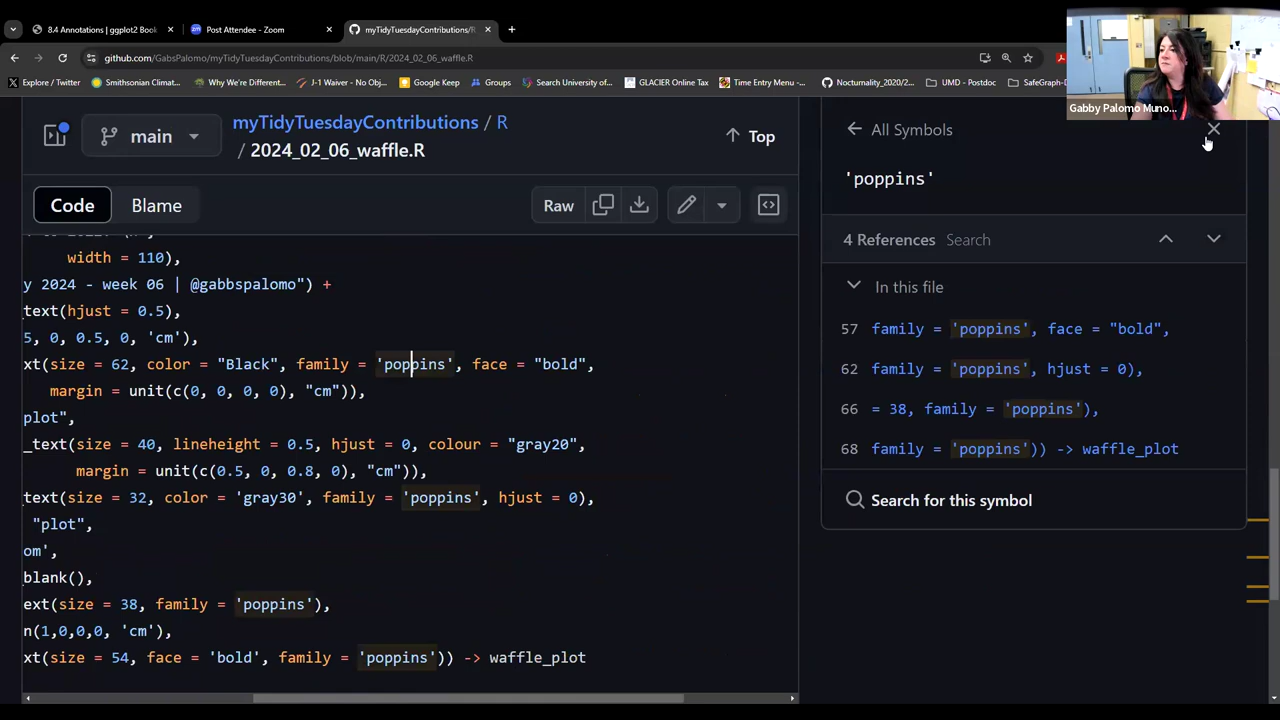 8.4 Annotations | ggplot2 Book
Post Attendee - Zoom
myTidyTuesdayContributions/R
github.com/GabsPalomo/myTidyTuesdayContributions/blob/main/R/2024_02_06_waffle.R
Explore / Twitter
Smithsonian Climat...
Why We're Different...
J-1 Waiver - No Obj...
Google Keep
Groups
Search University of...
GLACIER Online Tax
Time Entry Menu -...
Nocturnality_2020/2...
UMD - Postdoc
SafeGraph-D
Gabby Palomo Muno...
main
myTidyTuesdayContributions / R
/ 2024_02_06_waffle.R
Top
Code
Blame
Raw
width = 110),
y 2024 - week 06 | @gabbspalomo") +
text(hjust = 0.5),
5, 0, 0.5, 0, 'cm'),
xt(size = 62, color = "Black", family = 'poppins', face = "bold",
margin = unit(c(0, 0, 0, 0), "cm")),
plot",
_text(size = 40, lineheight = 0.5, hjust = 0, colour = "gray20",
margin = unit(c(0.5, 0, 0.8, 0), "cm")),
text(size = 32, color = 'gray30', family = 'poppins', hjust = 0),
"plot",
om',
blank(),
ext(size = 38, family = 'poppins'),
n(1,0,0,0, 'cm'),
xt(size = 54, face = 'bold', family = 'poppins')) -> waffle_plot
All Symbols
'poppins'
4 References Search
In this file
57 family = 'poppins', face = "bold",
62 family = 'poppins', hjust = 0),
66 = 38, family = 'poppins'),
68 family = 'poppins')) -> waffle_plot
Search for this symbol